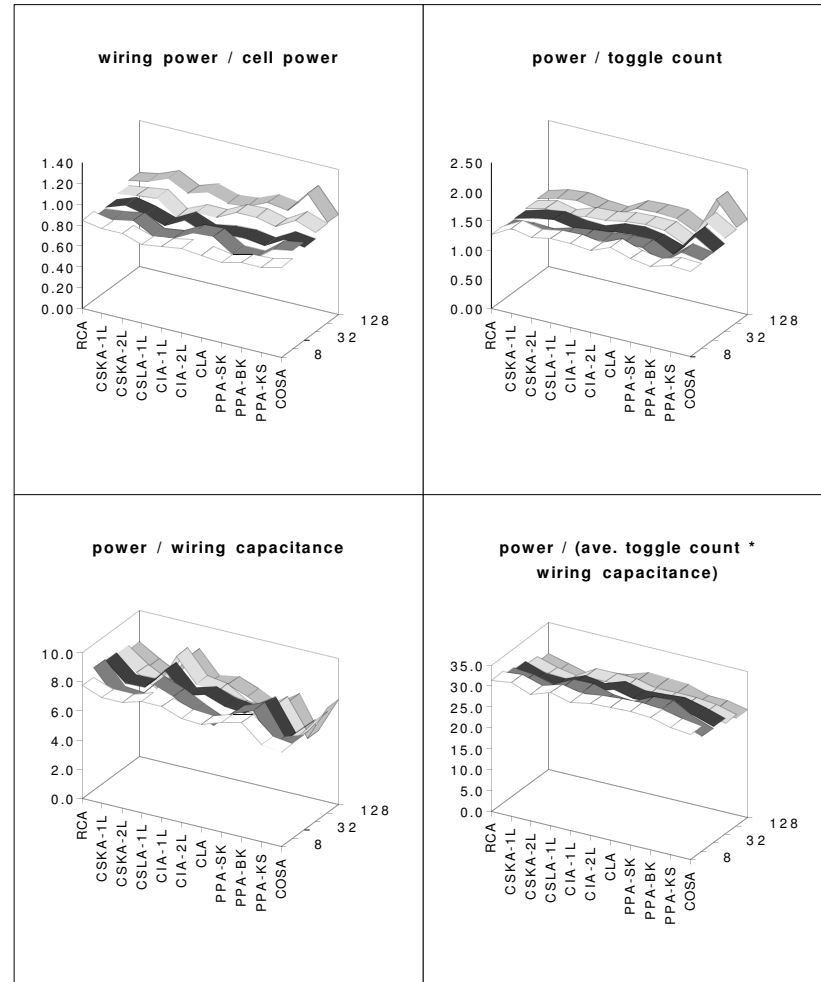 wiring power / cell power
1.40
1.20
1.00
0.80
0.60
0.40
0.20
0.00
RCA
CSKA-1L
CSKA-2L
CSLA-1L
CIA-1L
CIA-2L
CLA
PPA-SK
PPA-BK
PPA-KS
COSA
8
32
128
power / toggle count
2.50
2.00
1.50
1.00
0.50
0.00
RCA
CSKA-1L
CSKA-2L
CSLA-1L
CIA-1L
CIA-2L
CLA
PPA-SK
PPA-BK
PPA-KS
COSA
8
32
128
power / wiring capacitance
10.0
8.0
6.0
4.0
2.0
0.0
RCA
CSKA-1L
CSKA-2L
CSLA-1L
CIA-1L
CIA-2L
CLA
PPA-SK
PPA-BK
PPA-KS
COSA
8
32
128
power / (ave. toggle count *
wiring capacitance)
35.0
30.0
25.0
20.0
15.0
10.0
5.0
0.0
RCA
CSKA-1L
CSKA-2L
CSLA-1L
CIA-1L
CIA-2L
CLA
PPA-SK
PPA-BK
PPA-KS
COSA
8
32
128